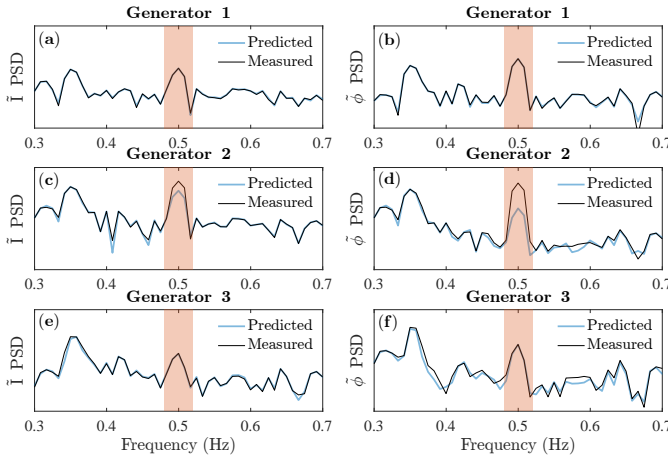 Generator 1
(a)
Predicted
Measured
Ĩ PSD
0.3 0.4 0.5 0.6 0.7
Generator 1
(b)
Predicted
Measured
ϕ̃ PSD
0.3 0.4 0.5 0.6 0.7
Generator 2
(c)
Predicted
Measured
Ĩ PSD
0.3 0.4 0.5 0.6 0.7
Generator 2
(d)
Predicted
Measured
ϕ̃ PSD
0.3 0.4 0.5 0.6 0.7
Generator 3
(e)
Predicted
Measured
Ĩ PSD
0.3 0.4 0.5 0.6 0.7
Frequency (Hz)
Generator 3
(f)
Predicted
Measured
ϕ̃ PSD
0.3 0.4 0.5 0.6 0.7
Frequency (Hz)